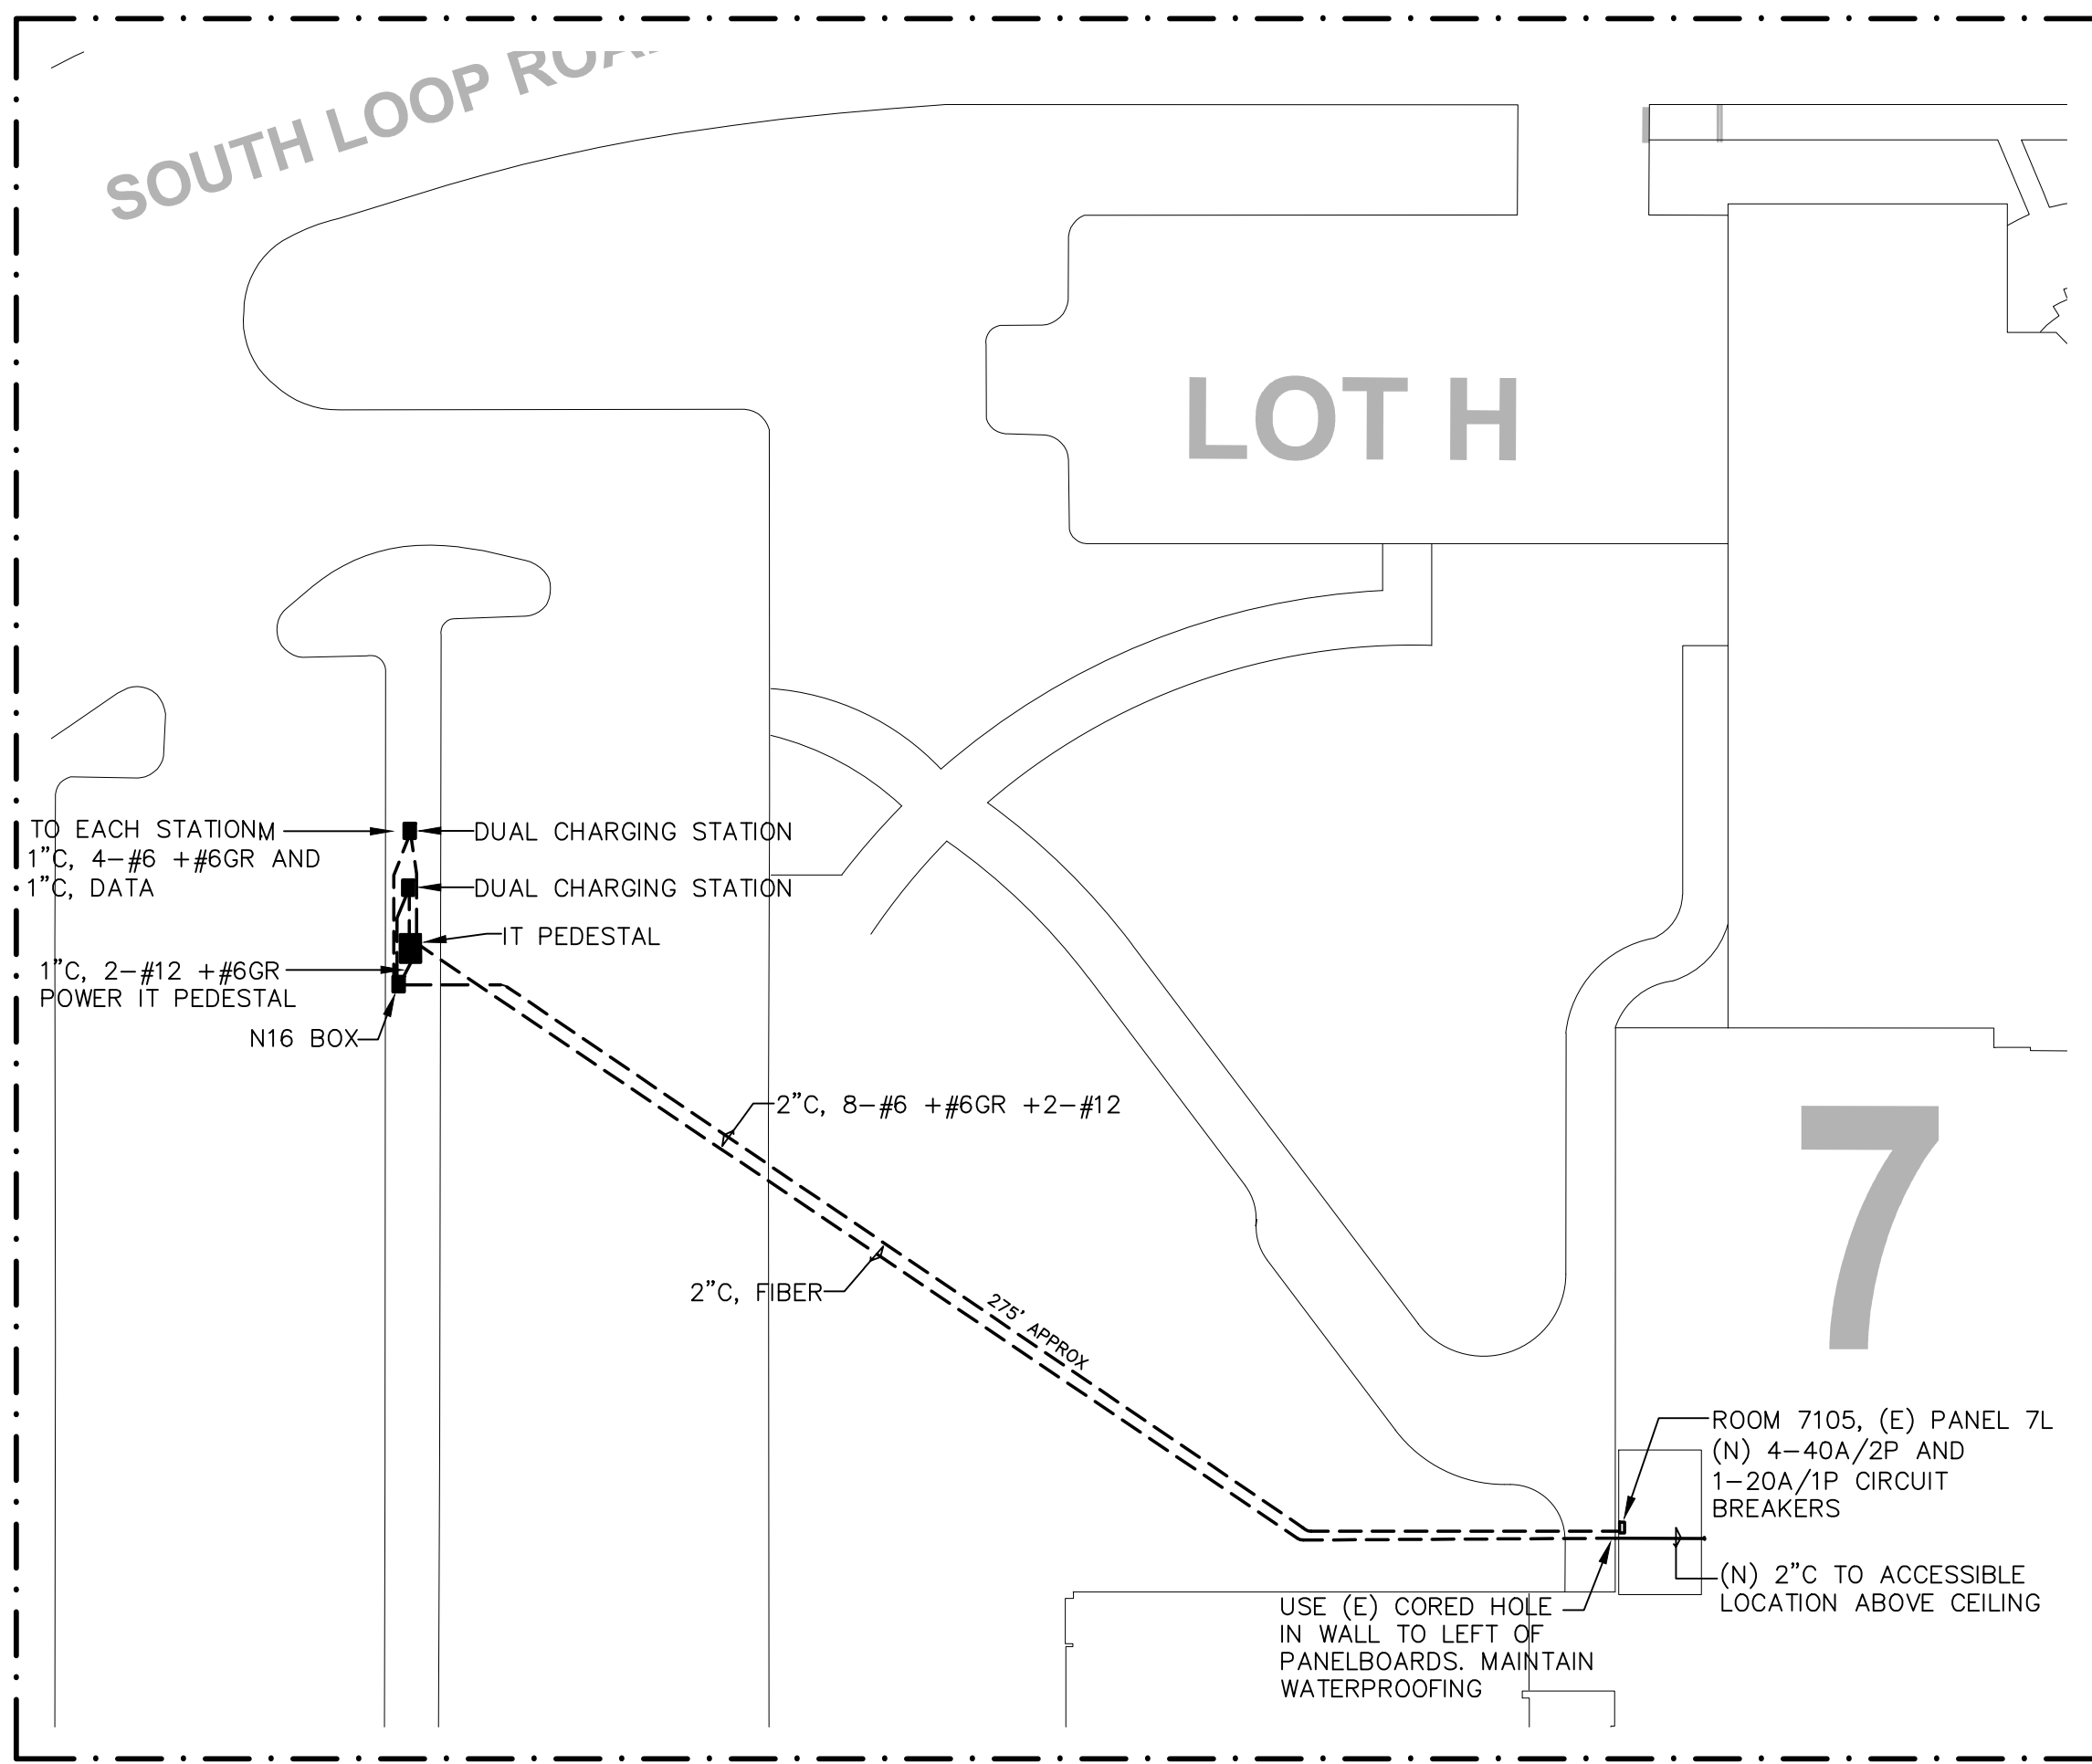 SOUTH LOOP ROA
LOT H
TO EACH STATIONM
1"C, 4-#6 +#6GR AND
1"C, DATA
DUAL CHARGING STATION
DUAL CHARGING STATION
IT PEDESTAL
1"C, 2-#12 +#6GR
POWER IT PEDESTAL
N16 BOX
2"C, 8-#6 +#6GR +2-#12
2"C, FIBER
275' APPROX
7
ROOM 7105, (E) PANEL 7L
(N) 4-40A/2P AND
1-20A/1P CIRCUIT
BREAKERS
(N) 2"C TO ACCESSIBLE
LOCATION ABOVE CEILING
USE (E) CORED HOLE
IN WALL TO LEFT OF
PANELBOARDS. MAINTAIN
WATERPROOFING